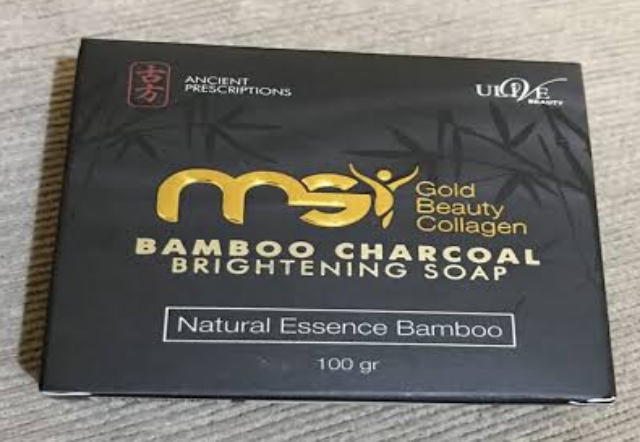 古方
ANCIENT
PRESCRIPTIONS
ULIVE
BEAUTY
msi
Gold
Beauty
Collagen
BAMBOO CHARCOAL
BRIGHTENING SOAP
Natural Essence Bamboo
100 gr